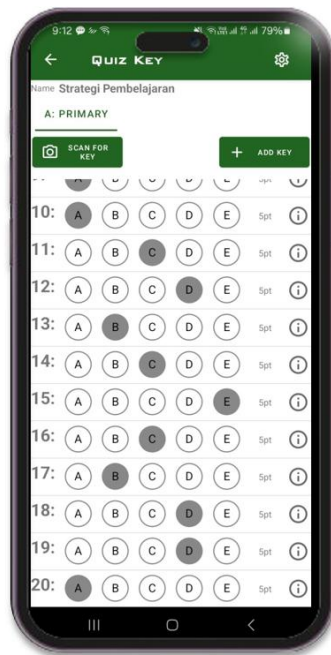 9:12 79%
QUIZ KEY
Name Strategi Pembelajaran
A: PRIMARY
SCAN FOR KEY
+ ADD KEY
A B C D E 5pt
10: A B C D E 5pt
11: A B C D E 5pt
12: A B C D E 5pt
13: A B C D E 5pt
14: A B C D E 5pt
15: A B C D E 5pt
16: A B C D E 5pt
17: A B C D E 5pt
18: A B C D E 5pt
19: A B C D E 5pt
20: A B C D E 5pt